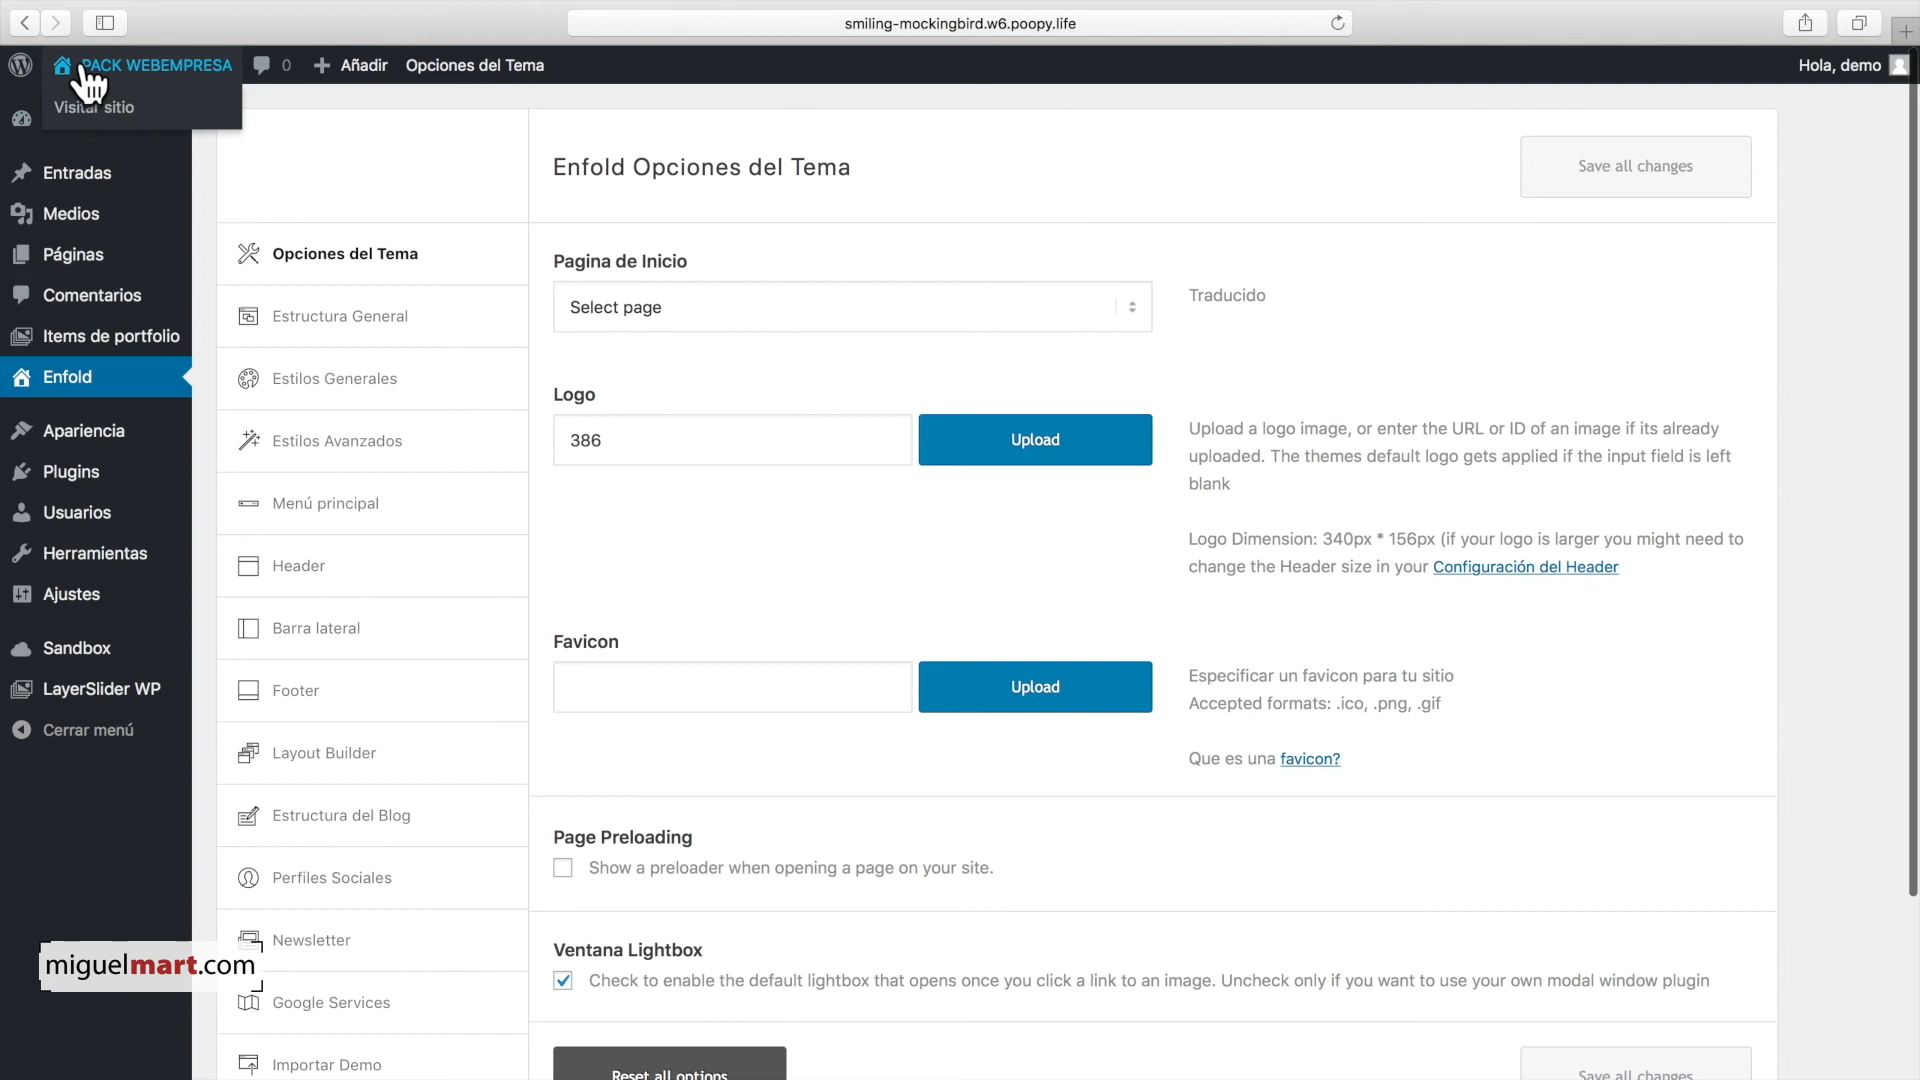 smiling-mockingbird.w6.poopy.life
PACK WEBEMPRESA
0
Añadir
Opciones del Tema
Hola, demo
Visitar sitio
Entradas
Medios
Páginas
Comentarios
Items de portfolio
Enfold
Apariencia
Plugins
Usuarios
Herramientas
Ajustes
Sandbox
LayerSlider WP
Cerrar menú
miguelmart.com
Opciones del Tema
Estructura General
Estilos Generales
Estilos Avanzados
Menú principal
Header
Barra lateral
Footer
Layout Builder
Estructura del Blog
Perfiles Sociales
Newsletter
Google Services
Importar Demo
Enfold Opciones del Tema
Save all changes
Pagina de Inicio
Select page
Traducido
Logo
386
Upload
Upload a logo image, or enter the URL or ID of an image if its already
uploaded. The themes default logo gets applied if the input field is left
blank
Logo Dimension: 340px * 156px (if your logo is larger you might need to
change the Header size in your Configuración del Header
Favicon
Upload
Especificar un favicon para tu sitio
Accepted formats: .ico, .png, .gif
Que es una favicon?
Page Preloading
Show a preloader when opening a page on your site.
Ventana Lightbox
Check to enable the default lightbox that opens once you click a link to an image. Uncheck only if you want to use your own modal window plugin
Reset all options
Save all changes